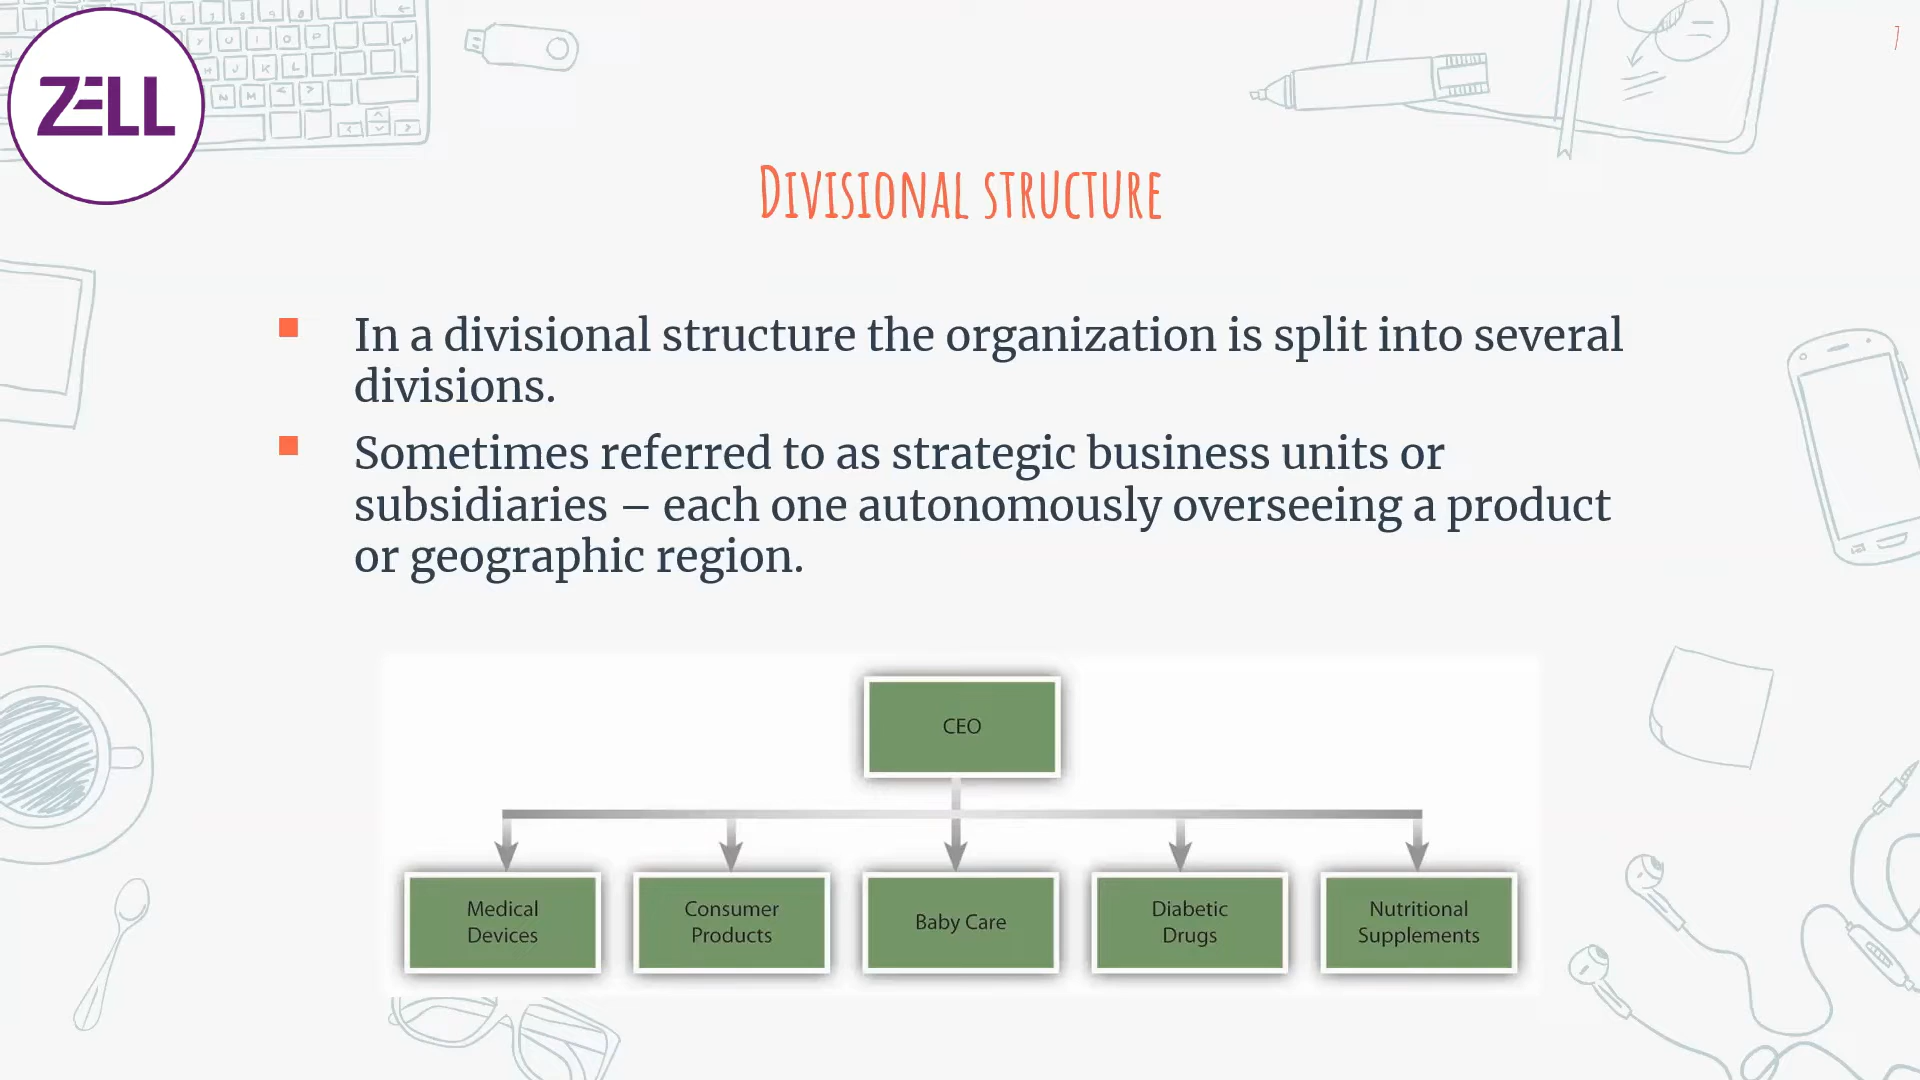 ZELL
7
DIVISIONAL STRUCTURE
In a divisional structure the organization is split into several
divisions.
Sometimes referred to as strategic business units or
subsidiaries – each one autonomously overseeing a product
or geographic region.
CEO
Medical
Devices
Consumer
Products
Baby Care
Diabetic
Drugs
Nutritional
Supplements